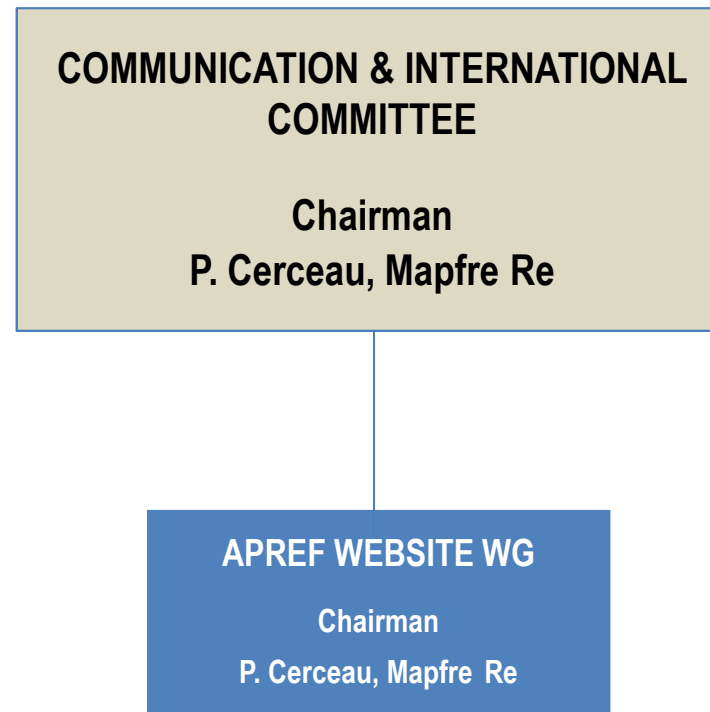 COMMUNICATION & INTERNATIONAL
COMMITTEE
Chairman
P. Cerceau, Mapfre Re
APREF WEBSITE WG
Chairman
P. Cerceau, Mapfre Re